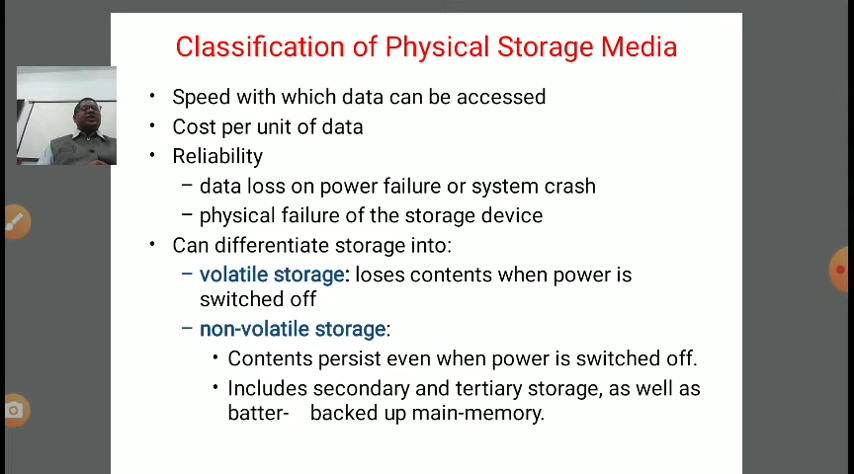 Classification of Physical Storage Media
• Speed with which data can be accessed
• Cost per unit of data
• Reliability
– data loss on power failure or system crash
– physical failure of the storage device
• Can differentiate storage into:
– volatile storage: loses contents when power is
switched off
– non-volatile storage:
• Contents persist even when power is switched off.
• Includes secondary and tertiary storage, as well as
batter- backed up main-memory.